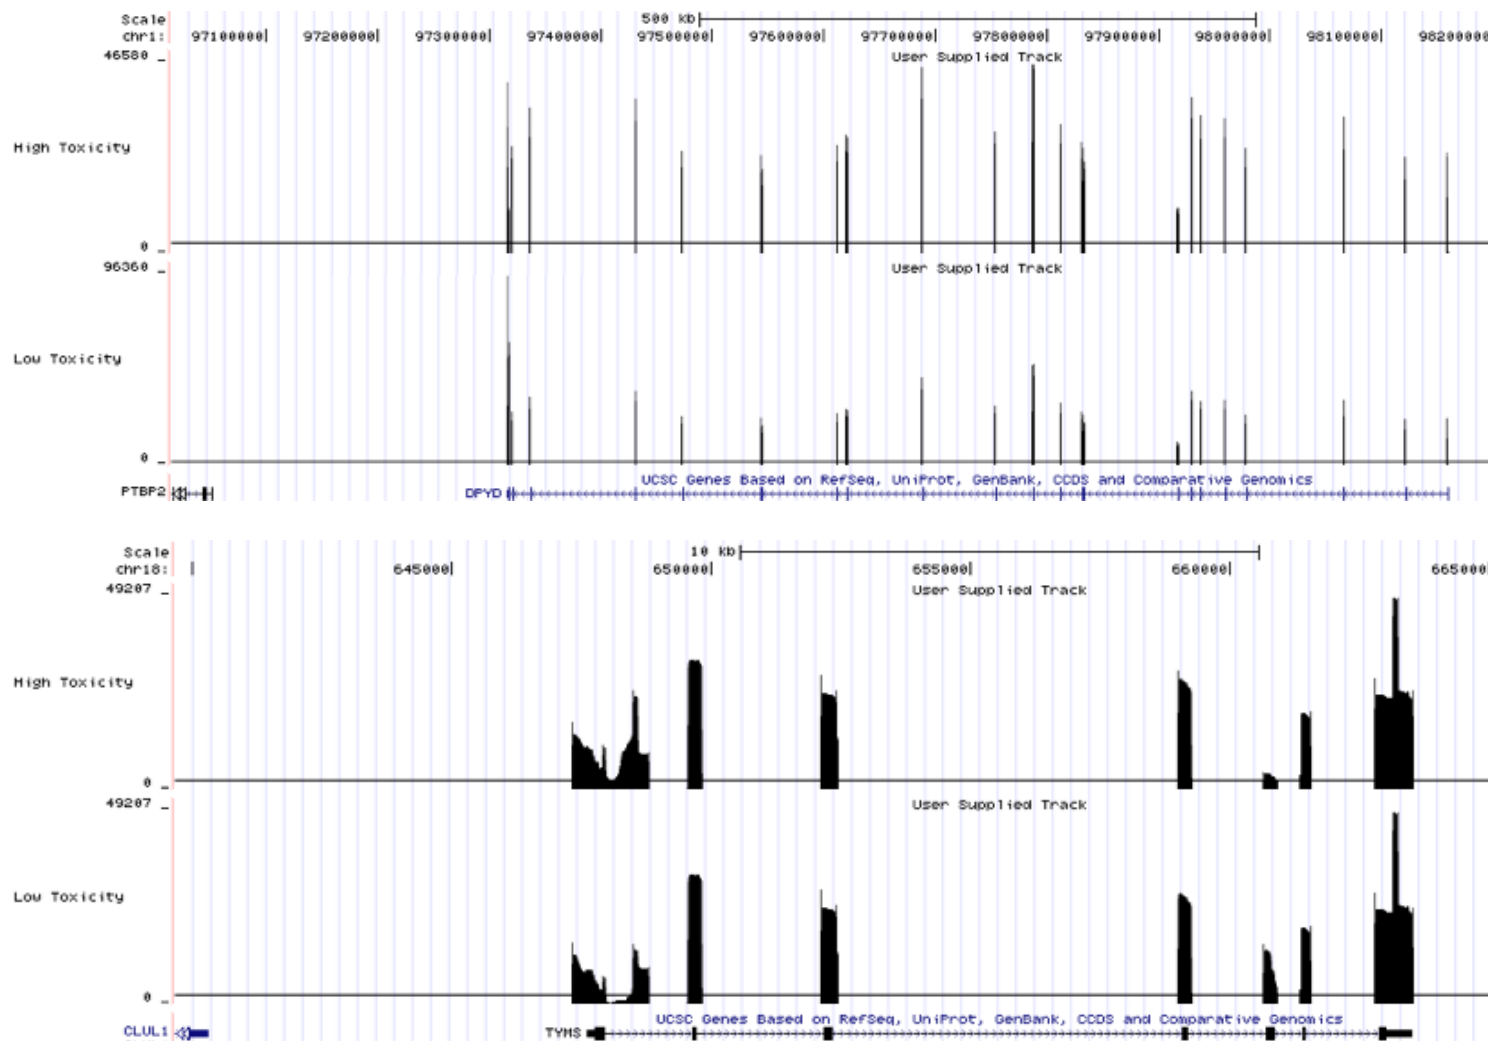 Scale 500 kb
chr1: 97100000 97200000 97300000 97400000 97500000 97600000 97700000 97800000 97900000 98000000 98100000 98200000
46580 _ User Supplied Track
High Toxicity
0 _
96360 _ User Supplied Track
Low Toxicity
0 _
UCSC Genes Based on RefSeq, UniProt, GenBank, CCDS and Comparative Genomics
PTBP2 DPYD
Scale 10 kb
chr18: 645000 650000 655000 660000 665000
49207 _ User Supplied Track
High Toxicity
0 _
49207 _ User Supplied Track
Low Toxicity
0 _
UCSC Genes Based on RefSeq, UniProt, GenBank, CCDS and Comparative Genomics
CLUL1 TYMS